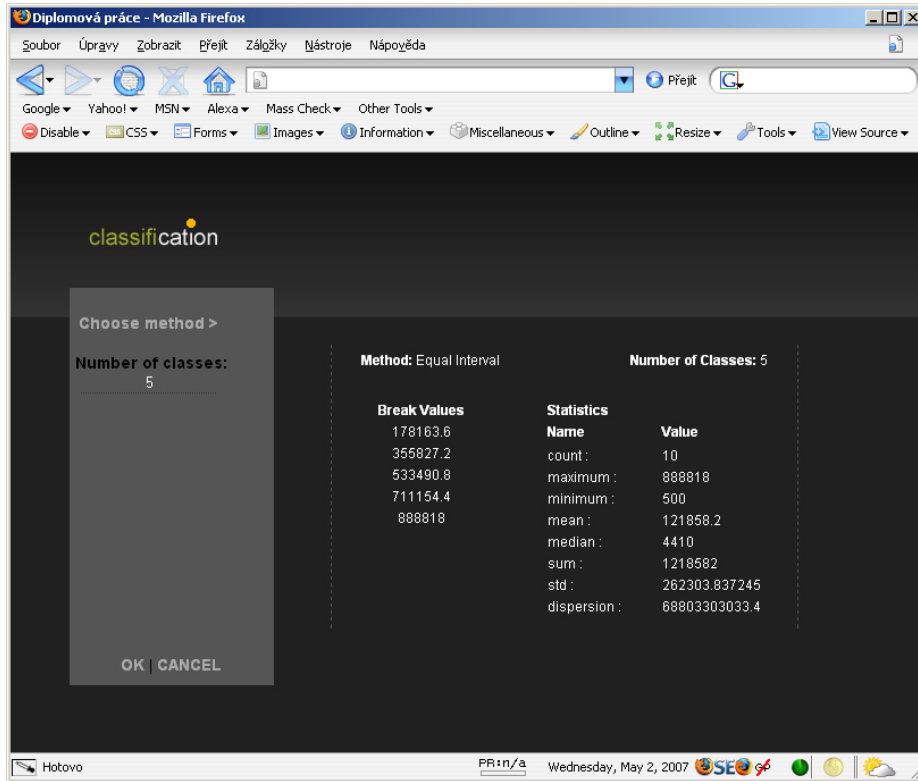 Diplomová práce - Mozilla Firefox
Soubor Úpravy Zobrazit Přejít Záložky Nástroje Nápověda
Přejít G
Google Yahoo! MSN Alexa Mass Check Other Tools
Disable CSS Forms Images Information Miscellaneous Outline Resize Tools View Source
classification
Choose method >
Number of classes:
5
OK | CANCEL
Method: Equal Interval Number of Classes: 5
Break Values
178163.6
355827.2
533490.8
711154.4
888818
Statistics
Name Value
count : 10
maximum : 888818
minimum : 500
mean : 121858.2
median : 4410
sum : 1218582
std : 262303.837245
dispersion : 68803303033.4
Hotovo PR:n/a Wednesday, May 2, 2007 SE